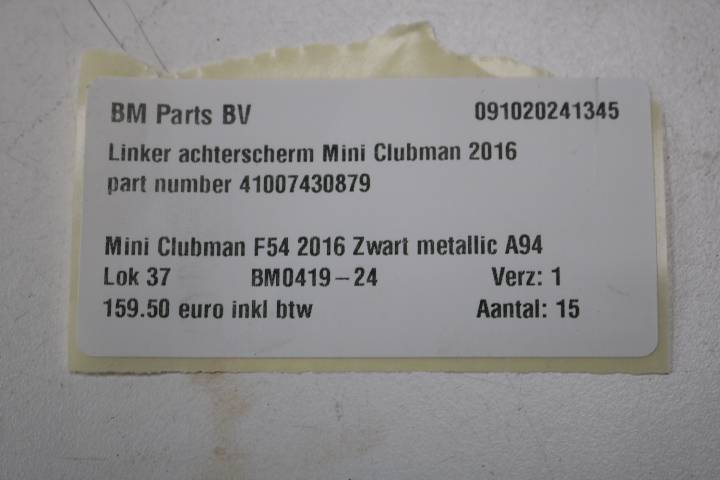 BM Parts BV 091020241345
Linker achterscherm Mini Clubman 2016
part number 41007430879
Mini Clubman F54 2016 Zwart metallic A94
Lok 37 BM0419-24 Verz: 1
159.50 euro inkl btw Aantal: 15